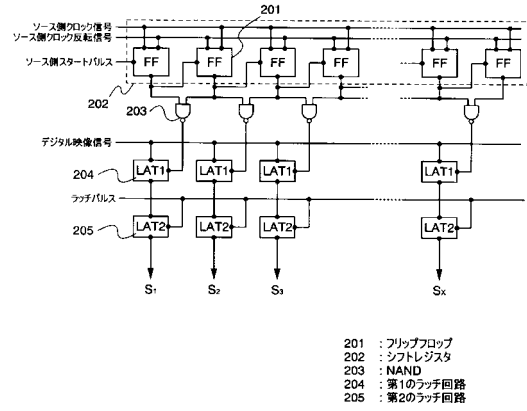 ソース側クロック信号
ソース側クロック反転信号
ソース側スタートパルス
201
FF FF FF FF FF FF
202
203
デジタル映像信号
LAT1 LAT1 LAT1 LAT1
204
ラッチパルス
LAT2 LAT2 LAT2 LAT2
205
S1 S2 S3 Sx
201 : フリップフロップ
202 : シフトレジスタ
203 : NAND
204 : 第1のラッチ回路
205 : 第2のラッチ回路